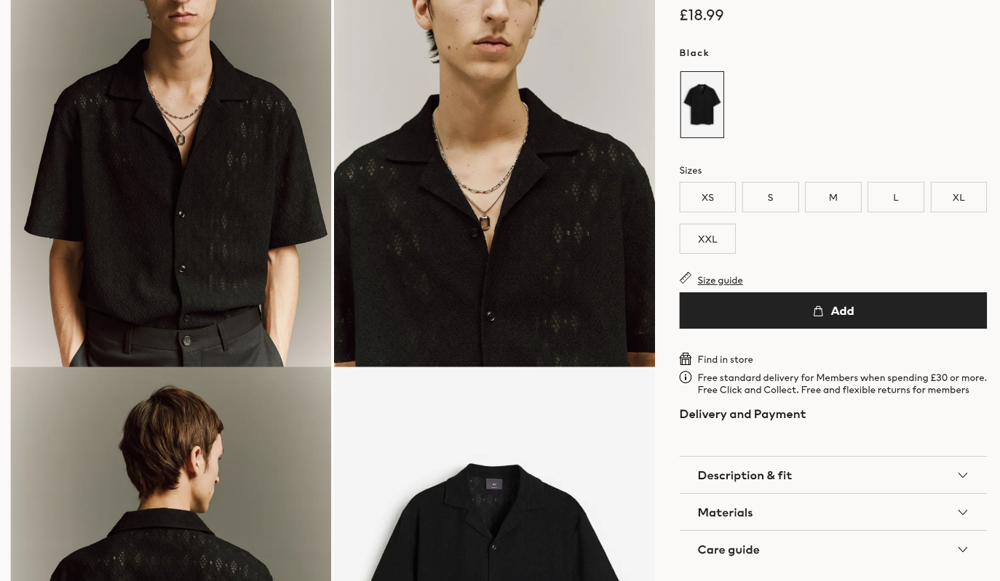 £18.99
Black
Sizes
XS
S
M
L
XL
XXL
Size guide
Add
Find in store
Free standard delivery for Members when spending £30 or more.
Free Click and Collect. Free and flexible returns for members
Delivery and Payment
Description & fit
Materials
Care guide